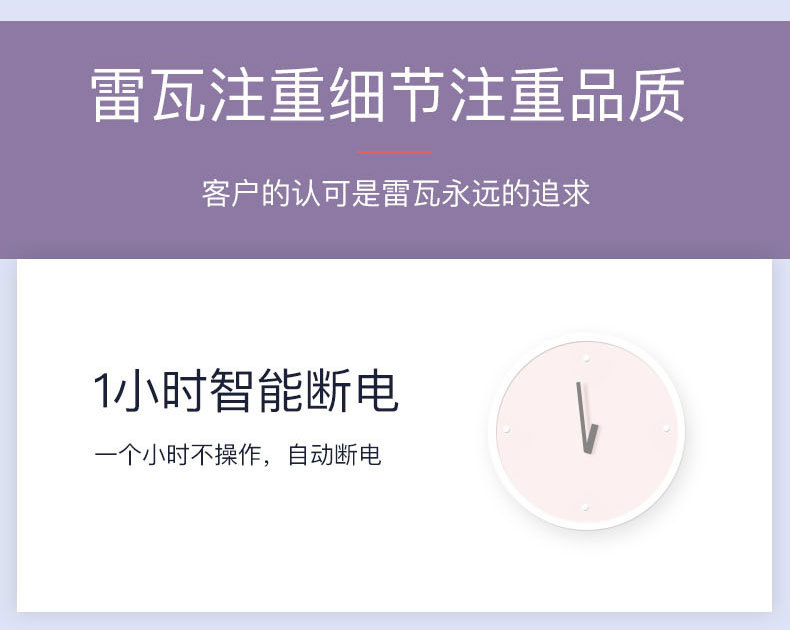 雷瓦注重细节注重品质
客户的认可是雷瓦永远的追求
1小时智能断电
一个小时不操作，自动断电